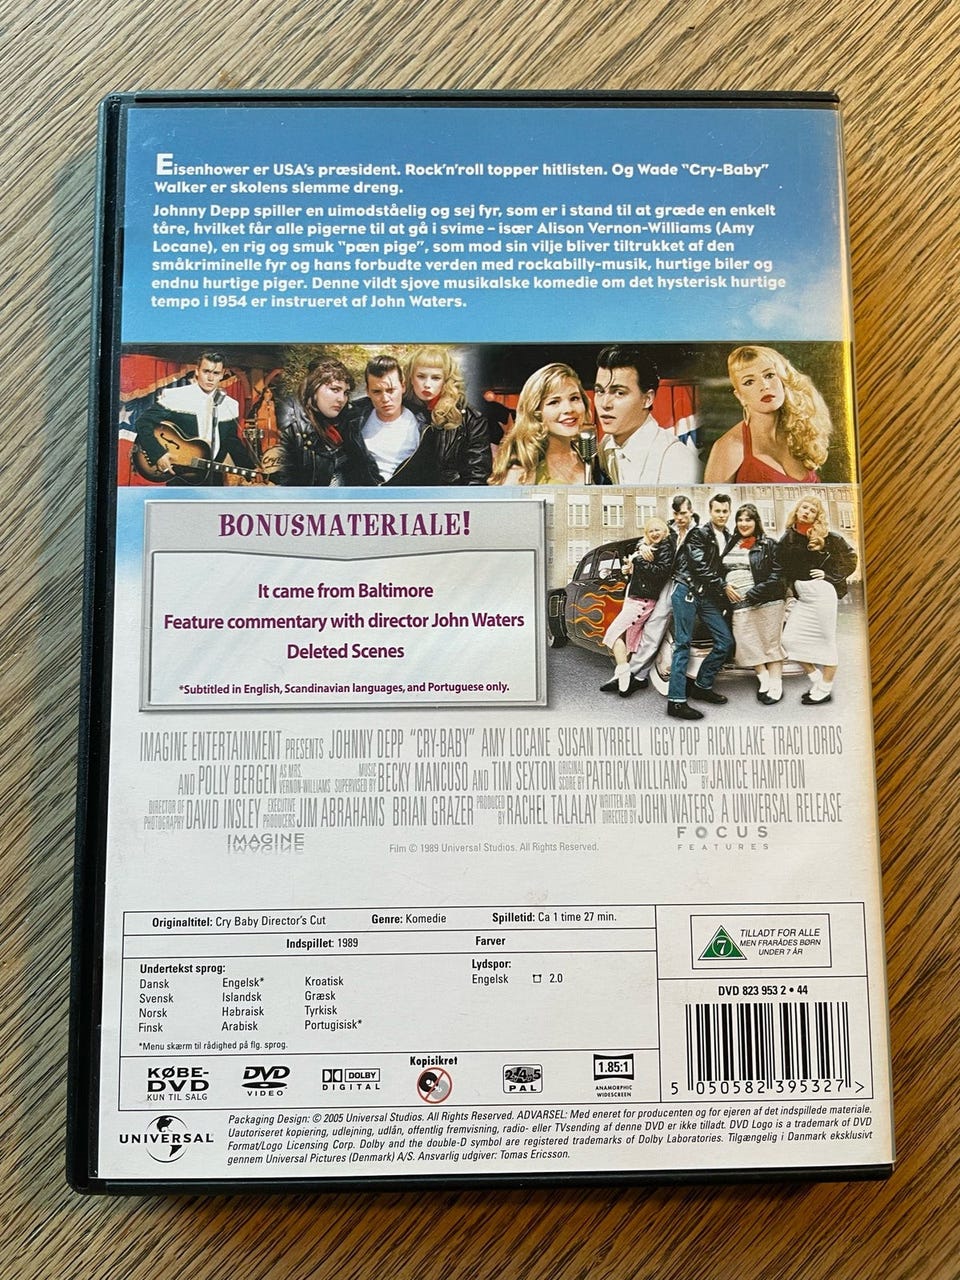 Eisenhower er USA's præsident. Rock'n'roll topper hitlisten. Og Wade "Cry-Baby"
Walker er skolens slemme dreng.
Johnny Depp spiller en uimodståelig og sej fyr, som er i stand til at græde en enkelt
tåre, hvilket får alle pigerne til at gå i svime – især Alison Vernon-Williams (Amy
Locane), en rig og smuk "pæn pige", som mod sin vilje bliver tiltrukket af den
småkriminelle fyr og hans forbudte verden med rockabilly-musik, hurtige biler og
endnu hurtige piger. Denne vildt sjove musikalske komedie om det hysterisk hurtige
tempo i 1954 er instrueret af John Waters.
BONUSMATERIALE!
It came from Baltimore
Feature commentary with director John Waters
Deleted Scenes
*Subtitled in English, Scandinavian languages, and Portuguese only.
IMAGINE ENTERTAINMENT PRESENTS JOHNNY DEPP "CRY-BABY" AMY LOCANE SUSAN TYRRELL IGGY POP RICKI LAKE TRACI LORDS
AND POLLY BERGEN AS MRS. VERNON-WILLIAMS MUSIC SUPERVISED BY BECKY MANCUSO AND TIM SEXTON ORIGINAL SCORE BY PATRICK WILLIAMS EDITED BY JANICE HAMPTON
DIRECTOR OF PHOTOGRAPHY DAVID INSLEY EXECUTIVE PRODUCERS JIM ABRAHAMS BRIAN GRAZER PRODUCED BY RACHEL TALALAY WRITTEN AND DIRECTED BY JOHN WATERS A UNIVERSAL RELEASE
IMAGINE
Film © 1989 Universal Studios. All Rights Reserved.
FOCUS
FEATURES
Originaltitel: Cry Baby Director's Cut Genre: Komedie Spilletid: Ca 1 time 27 min.
Indspillet: 1989 Farver
Undertekst sprog: Lydspor:
Dansk Engelsk* Kroatisk Engelsk 2.0
Svensk Islandsk Græsk
Norsk Hebraisk Tyrkisk
Finsk Arabisk Portugisisk*
*Menu skærm til rådighed på flg. sprog.
7
TILLADT FOR ALLE
MEN FRARÅDES BØRN
UNDER 7 ÅR
DVD 823 953 2 • 44
5 050582 395327 >
KØBE-
DVD
KUN TIL SALG
DVD
VIDEO
DOLBY
DIGITAL
Kopisikret
2•4•5
PAL
1.85:1
ANAMORPHIC
WIDESCREEN
UNIVERSAL
Packaging Design: © 2005 Universal Studios. All Rights Reserved. ADVARSEL: Med eneret for producenten og for ejeren af det indspillede materiale.
Uautoriseret kopiering, udlejning, udlån, offentlig fremvisning, radio- eller TVsending af denne DVD er ikke tilladt. DVD Logo is a trademark of DVD
Format/Logo Licensing Corp. Dolby and the double-D symbol are registered trademarks of Dolby Laboratories. Tilgængelig i Danmark eksklusivt
gennem Universal Pictures (Denmark) A/S. Ansvarlig udgiver: Tomas Ericsson.